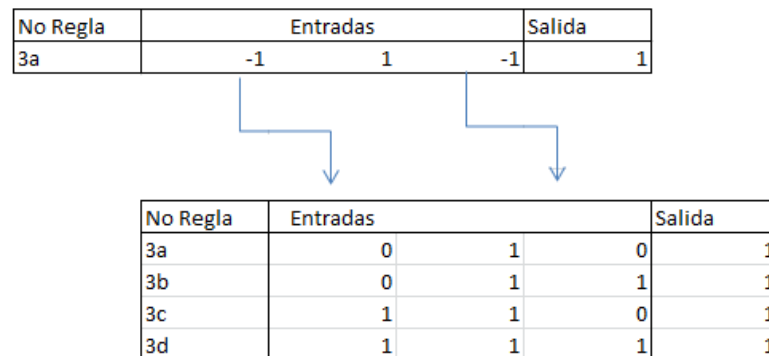 No Regla Entradas Salida
3a -1 1 -1 1
No Regla Entradas Salida
3a 0 1 0 1
3b 0 1 1 1
3c 1 1 0 1
3d 1 1 1 1